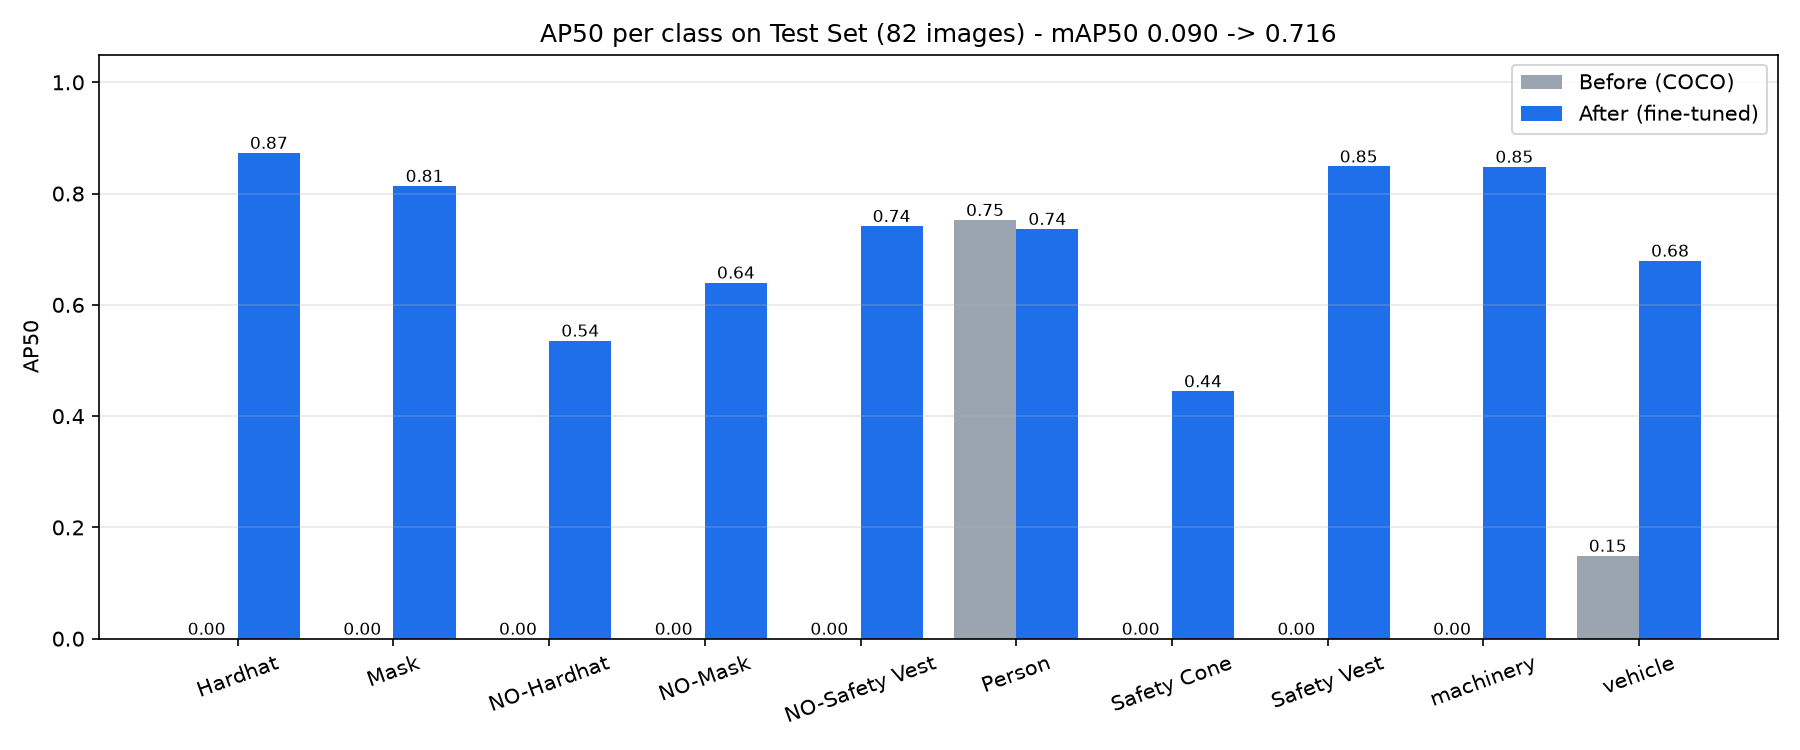 AP50 per class on Test Set (82 images) - mAP50 0.090 -> 0.716
Before (COCO)
After (fine-tuned)
AP50
1.0
0.8
0.6
0.4
0.2
0.0
0.00 0.87
0.00 0.81
0.00 0.54
0.00 0.64
0.00 0.74
0.75 0.74
0.00 0.44
0.00 0.85
0.00 0.85
0.15 0.68
Hardhat
Mask
NO-Hardhat
NO-Mask
NO-Safety Vest
Person
Safety Cone
Safety Vest
machinery
vehicle